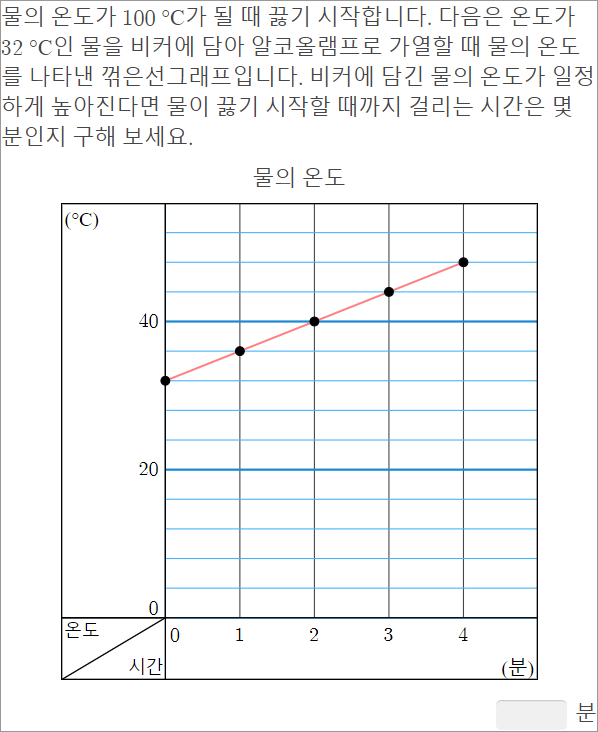 물의 온도가 100 °C가 될 때 끓기 시작합니다. 다음은 온도가
32 °C인 물을 비커에 담아 알코올램프로 가열할 때 물의 온도
를 나타낸 꺾은선그래프입니다. 비커에 담긴 물의 온도가 일정
하게 높아진다면 물이 끓기 시작할 때까지 걸리는 시간은 몇
분인지 구해 보세요.
물의 온도
(°C)
40
20
0
온도
시간
0 1 2 3 4
(분)
분